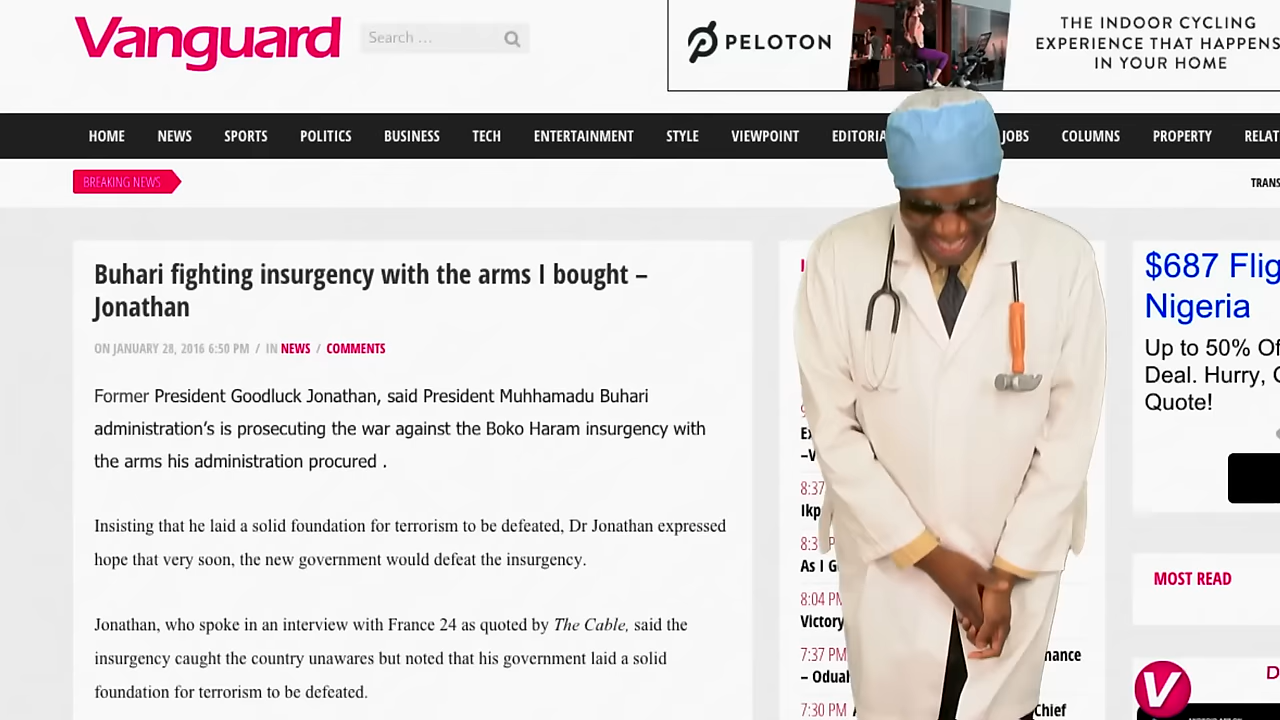 Vanguard
Search ...
PELOTON
THE INDOOR CYCLING
EXPERIENCE THAT HAPPENS
IN YOUR HOME
HOME NEWS SPORTS POLITICS BUSINESS TECH ENTERTAINMENT STYLE VIEWPOINT EDITORIA JOBS COLUMNS PROPERTY RELAT
BREAKING NEWS
TRANS
Buhari fighting insurgency with the arms I bought –
Jonathan
ON JANUARY 28, 2016 6:50 PM / IN NEWS / COMMENTS
Former President Goodluck Jonathan, said President Muhhamadu Buhari
administration's is prosecuting the war against the Boko Haram insurgency with
the arms his administration procured .
Insisting that he laid a solid foundation for terrorism to be defeated, Dr Jonathan expressed
hope that very soon, the new government would defeat the insurgency.
Jonathan, who spoke in an interview with France 24 as quoted by The Cable, said the
insurgency caught the country unawares but noted that his government laid a solid
foundation for terrorism to be defeated.
8:37
Ikp
8:3
As I G
8:04 PM
Victory
7:37 PM
– Oduah
7:30 PM
Chief
$687 Flig
Nigeria
Up to 50% Of
Deal. Hurry,
Quote!
MOST READ
V
D